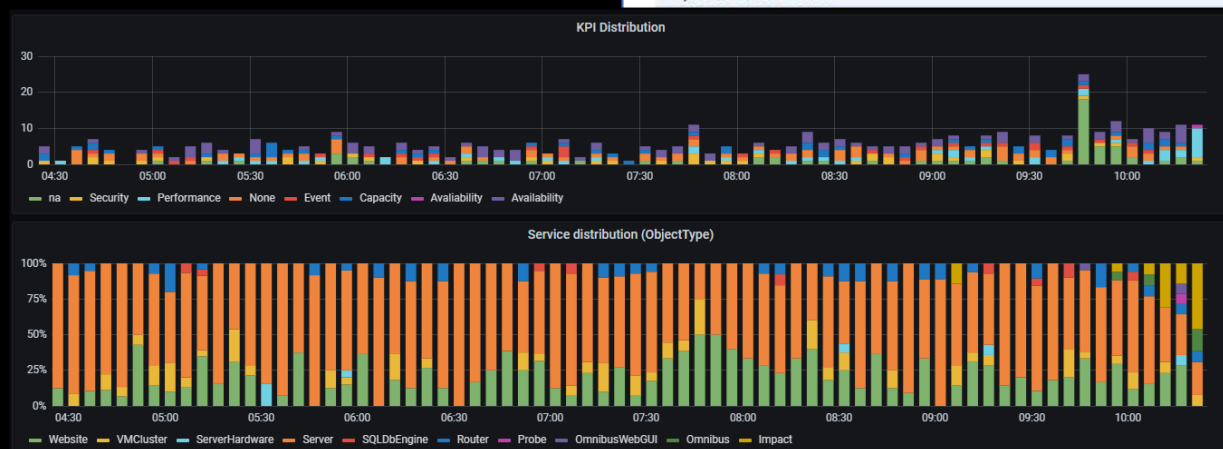 KPI Distribution
30
20
10
0
04:30 05:00 05:30 06:00 06:30 07:00 07:30 08:00 08:30 09:00 09:30 10:00
na Security Performance None Event Capacity Avaliability Availability
Service distribution (ObjectType)
100%
75%
50%
25%
0%
04:30 05:00 05:30 06:00 06:30 07:00 07:30 08:00 08:30 09:00 09:30 10:00
Website VMCluster ServerHardware Server SQLDbEngine Router Probe OmnibusWebGUI Omnibus Impact